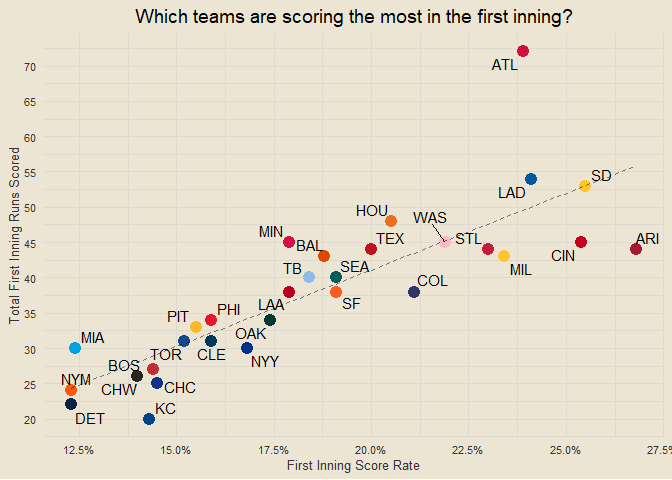 Which teams are scoring the most in the first inning?
Total First Inning Runs Scored
70
65
60
55
50
45
40
35
30
25
20
ATL
SD
LAD
HOU
WAS
MIN
BAL
TEX
STL
CIN
ARI
MIL
TB
SEA
COL
SF
LAA
PHI
PIT
OAK
MIA
TOR
CLE
NYY
BOS
NYM
CHW
CHC
DET
KC
12.5% 15.0% 17.5% 20.0% 22.5% 25.0% 27.5%
First Inning Score Rate